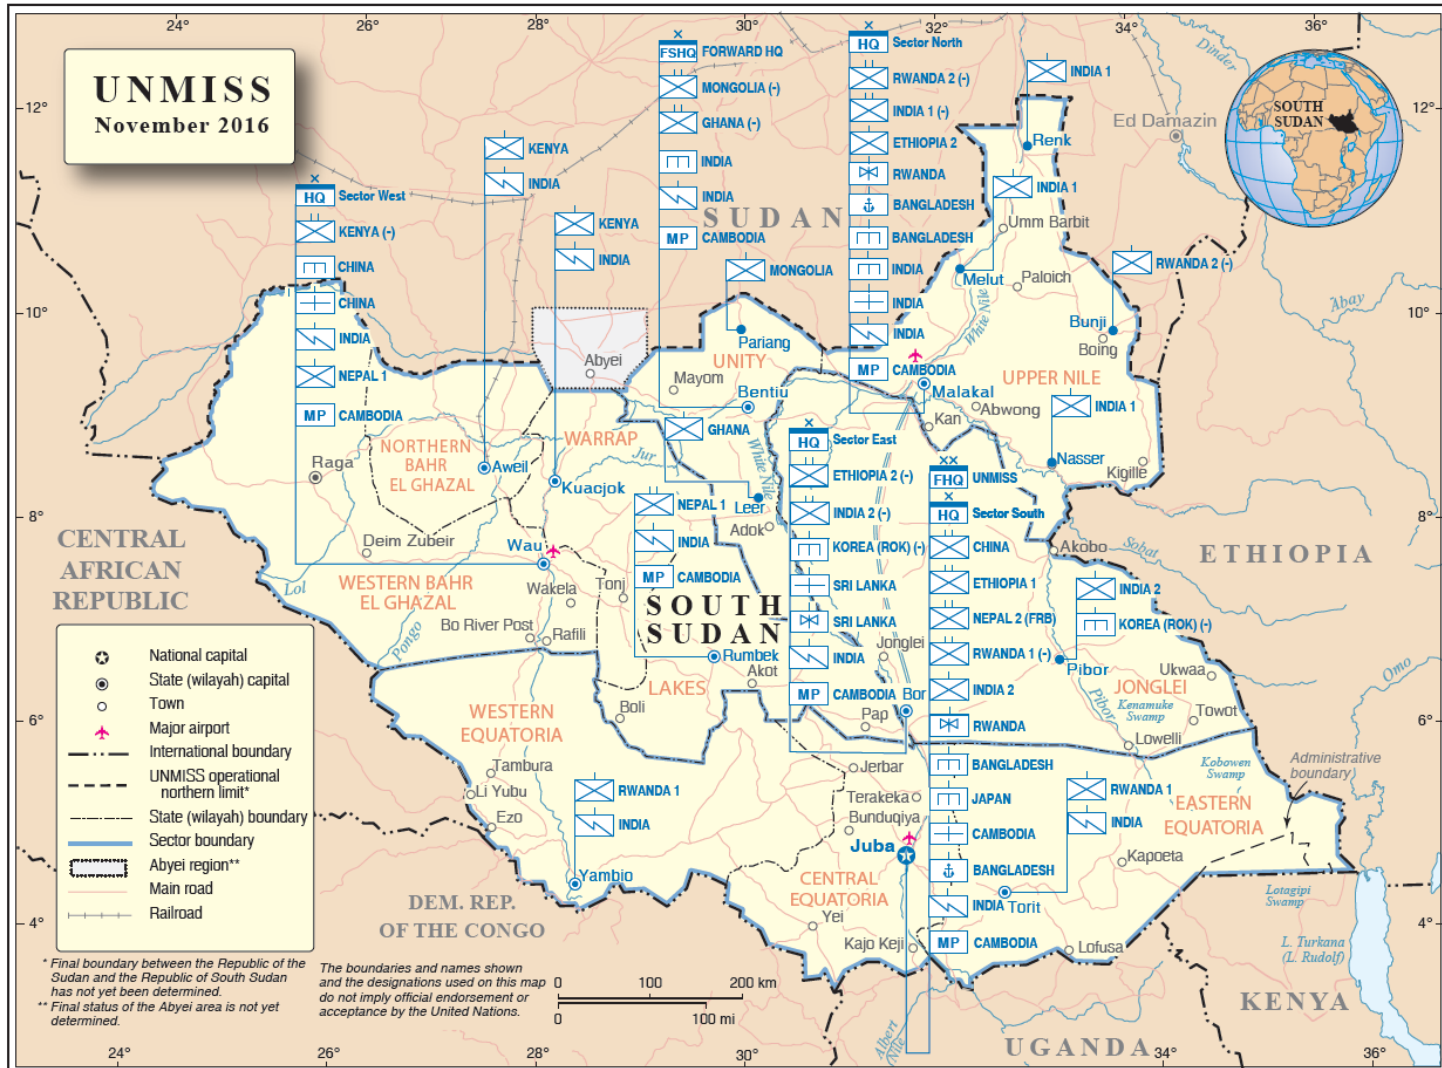 24°
28°
30°
32°
34°
36°
UNMISS
November 2016
12°
10°
8°
6°
4°
12°
10°
8°
6°
4°
HQ Sector West
KENYA (-)
CHINA
CHINA
INDIA
NEPAL 1
MP CAMBODIA
KENYA
INDIA
KENYA
INDIA
FSHQ FORWARD HQ
MONGOLIA (-)
GHANA (-)
INDIA
INDIA
MP CAMBODIA
MONGOLIA
HQ Sector North
RWANDA 2 (-)
INDIA 1 (-)
ETHIOPIA 2
RWANDA
BANGLADESH
BANGLADESH
INDIA
INDIA
INDIA
MP CAMBODIA
INDIA 1
INDIA 1
RWANDA 2 (-)
INDIA 1
GHANA
NEPAL 1
INDIA
MP CAMBODIA
HQ Sector East
ETHIOPIA 2 (-)
INDIA 2 (-)
KOREA (ROK) (-)
SRI LANKA
SRI LANKA
INDIA
MP CAMBODIA
FHQ UNMISS
HQ Sector South
CHINA
ETHIOPIA 1
NEPAL 2 (FRB)
RWANDA 1 (-)
INDIA 2
RWANDA
BANGLADESH
JAPAN
CAMBODIA
BANGLADESH
INDIA
MP CAMBODIA
INDIA 2
KOREA (ROK) (-)
RWANDA 1
INDIA
RWANDA 1
INDIA
SOUTH
SUDAN
SUDAN
Ed Damazin
Dinder
Abay
Renk
Umm Barbit
Melut
Paloich
White Nile
Bunji
Boing
UPPER NILE
Malakal
Kan
Abwong
Nasser
Kigille
Abyei
Pariang
UNITY
Mayom
Bentiu
WARRAP
Jur
White Nile
Leer
Adok
NORTHERN
BAHR
EL GHAZAL
Aweil
Kuacjok
Raga
Deim Zubeir
Wau
WESTERN BAHR
EL GHAZAL
Lol
Pongo
Wakela
Tonj
Bo River Post
Rafili
SOUTH
SUDAN
Rumbek
Akot
LAKES
Boli
CENTRAL
AFRICAN
REPUBLIC
ETHIOPIA
Akobo
Sobat
Jonglei
Bor
Pap
Pibor
Pibor
JONGLEI
Ukwaa
Kenamuke
Swamp
Towot
Lowelli
Omo
WESTERN
EQUATORIA
Tambura
Li Yubu
Ezo
Yambio
Jerbar
Terakeka
Bunduqiya
Juba
CENTRAL
EQUATORIA
Yei
Kajo Keji
Torit
Kobowen
Swamp
Administrative
boundary
EASTERN
EQUATORIA
Kapoeta
Lofusa
Lotagipi
Swamp
L. Turkana
(L. Rudolf)
Albert
Nile
DEM. REP.
OF THE CONGO
KENYA
UGANDA
National capital
State (wilayah) capital
Town
Major airport
International boundary
UNMISS operational
northern limit*
State (wilayah) boundary
Sector boundary
Abyei region**
Main road
Railroad
* Final boundary between the Republic of the
Sudan and the Republic of South Sudan
has not yet been determined.
** Final status of the Abyei area is not yet
determined.
The boundaries and names shown
and the designations used on this map
do not imply official endorsement or
acceptance by the United Nations.
0 100 200 km
0 100 mi
24°
26°
28°
30°
34°
36°